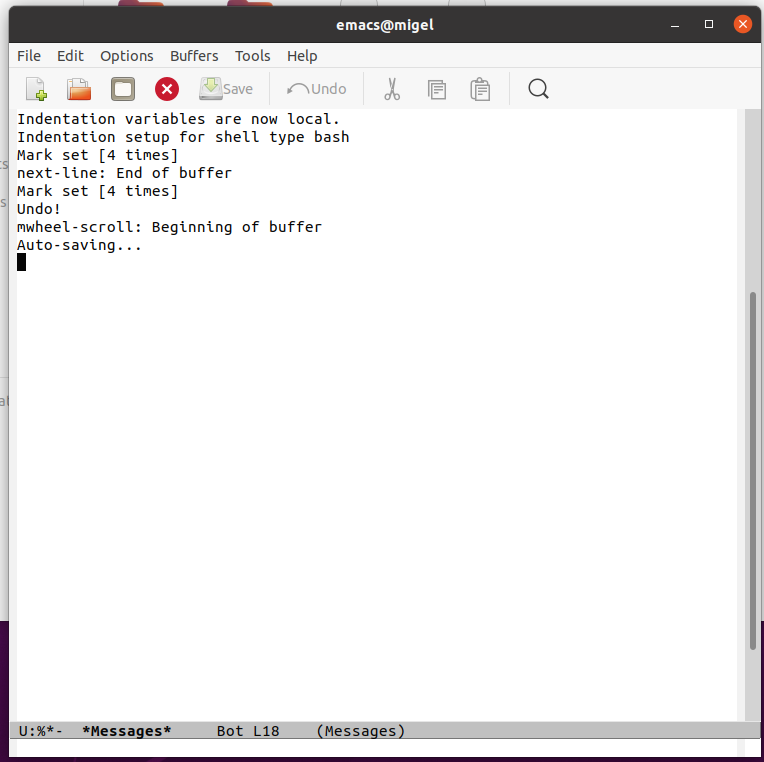 emacs@migel
File Edit Options Buffers Tools Help
Save Undo
Indentation variables are now local.
Indentation setup for shell type bash
Mark set [4 times]
next-line: End of buffer
Mark set [4 times]
Undo!
mwheel-scroll: Beginning of buffer
Auto-saving...
U:%*-  *Messages*     Bot L18    (Messages)